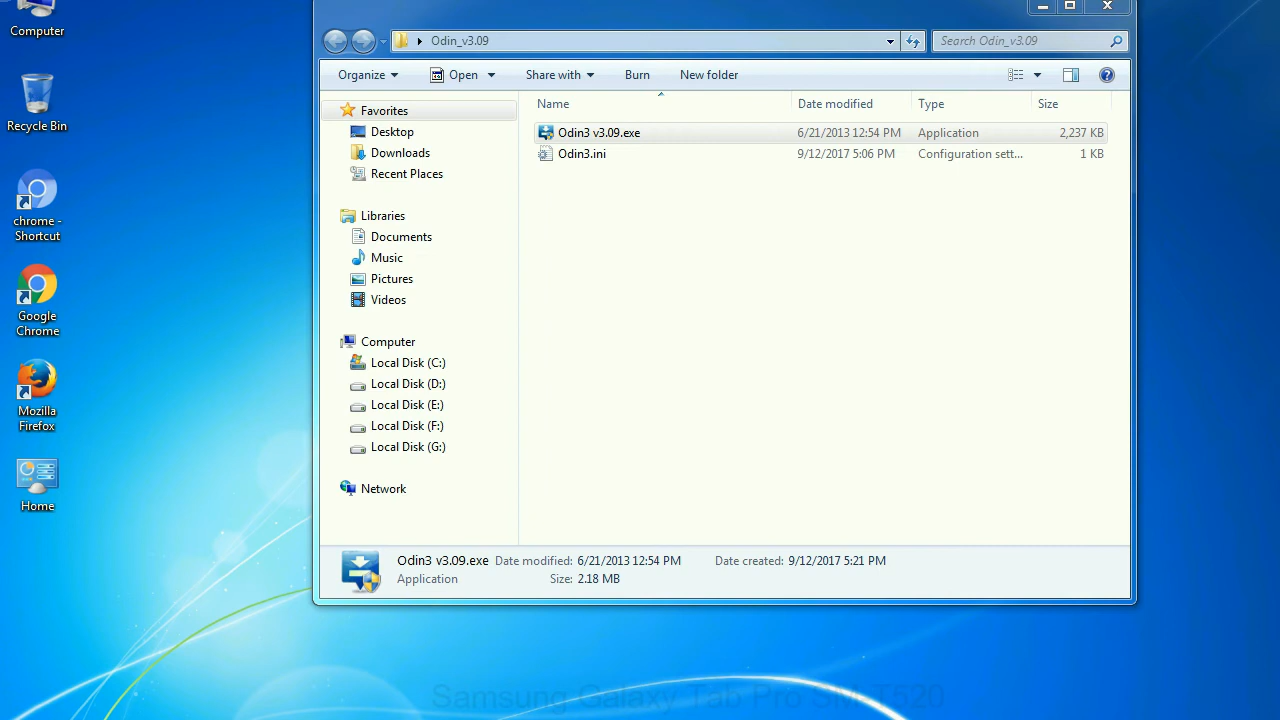 Computer
Recycle Bin
chrome -
Shortcut
Google
Chrome
Mozilla
Firefox
Home
Odin_v3.09
Search Odin_v3.09
Organize Open Share with Burn New folder
Name Date modified Type Size
Odin3 v3.09.exe 6/21/2013 12:54 PM Application 2,237 KB
Odin3.ini 9/12/2017 5:06 PM Configuration sett... 1 KB
Favorites
Desktop
Downloads
Recent Places
Libraries
Documents
Music
Pictures
Videos
Computer
Local Disk (C:)
Local Disk (D:)
Local Disk (E:)
Local Disk (F:)
Local Disk (G:)
Network
Odin3 v3.09.exe Date modified: 6/21/2013 12:54 PM Date created: 9/12/2017 5:21 PM
Application Size: 2.18 MB
Samsung Galaxy Tab Pro SM-T520